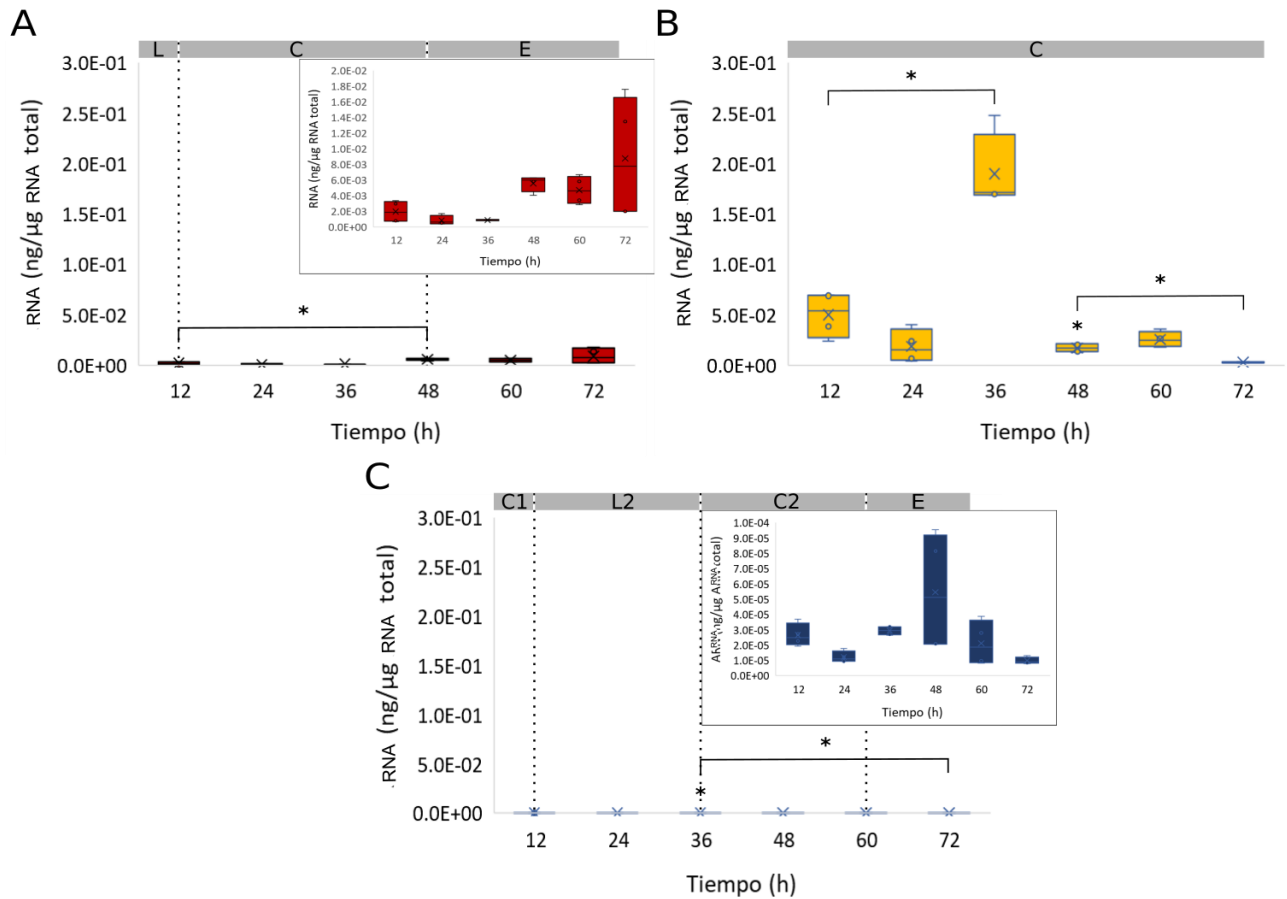 A
L C E
3.0E-01
2.5E-01
2.0E-01
1.5E-01
1.0E-01
5.0E-02
0.0E+00
RNA (ng/µg RNA total)
*
12 24 36 48 60 72
Tiempo (h)
2.0E-02
1.8E-02
1.6E-02
1.4E-02
1.2E-02
1.0E-02
8.0E-03
6.0E-03
4.0E-03
2.0E-03
0.0E+00
RNA (ng/µg RNA total)
12 24 36 48 60 72
Tiempo (h)
B
C
3.0E-01
2.5E-01
2.0E-01
1.5E-01
1.0E-01
5.0E-02
0.0E+00
RNA (ng/µg RNA total)
*
*
*
12 24 36 48 60 72
Tiempo (h)
C
C1 L2 C2 E
3.0E-01
2.5E-01
2.0E-01
1.5E-01
1.0E-01
5.0E-02
0.0E+00
RNA (ng/µg RNA total)
*
*
12 24 36 48 60 72
Tiempo (h)
1.0E-04
9.0E-05
8.0E-05
7.0E-05
6.0E-05
5.0E-05
4.0E-05
3.0E-05
2.0E-05
1.0E-05
0.0E+00
12 24 36 48 60 72
Tiempo (h)